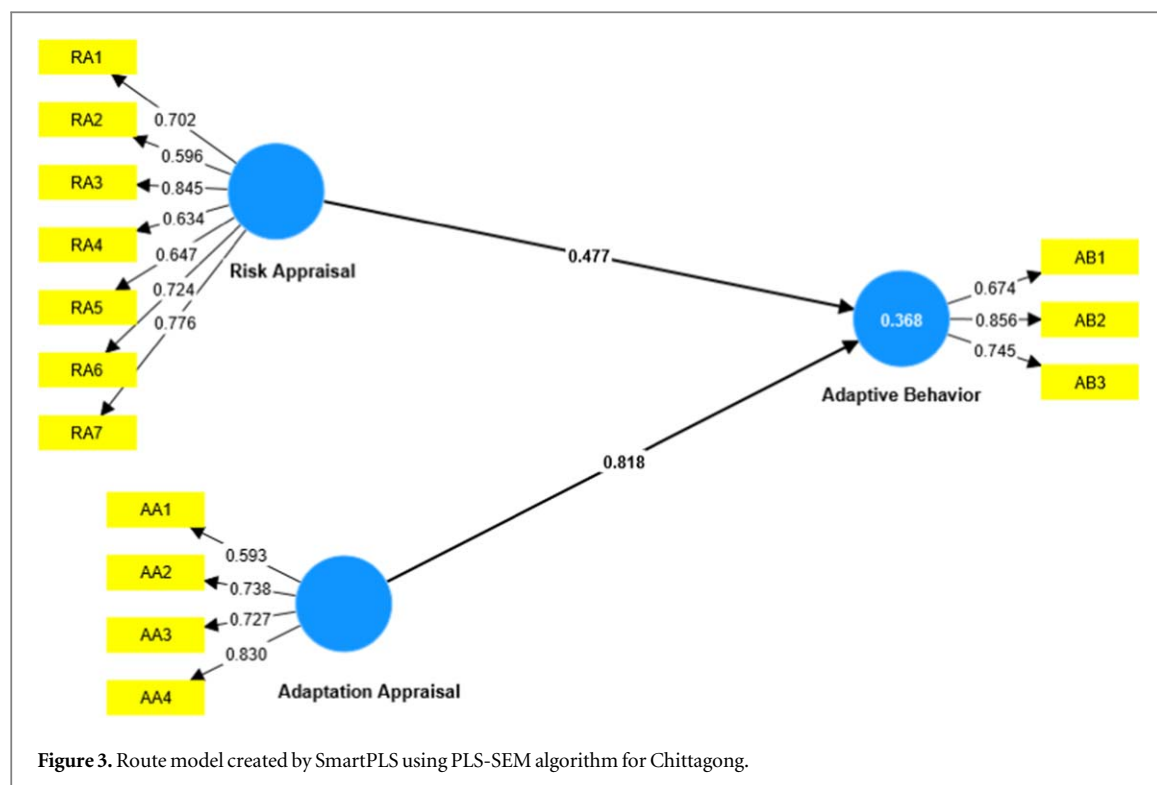 RA1
0.702
RA2
0.596
RA3
0.845
RA4
0.634
RA5
0.647
RA6
0.724
RA7
0.776
Risk Appraisal
0.477
AB1
0.674
AB2
0.856
AB3
0.745
0.368
Adaptive Behavior
0.818
AA1
0.593
AA2
0.738
AA3
0.727
AA4
0.830
Adaptation Appraisal
Figure 3. Route model created by SmartPLS using PLS-SEM algorithm for Chittagong.